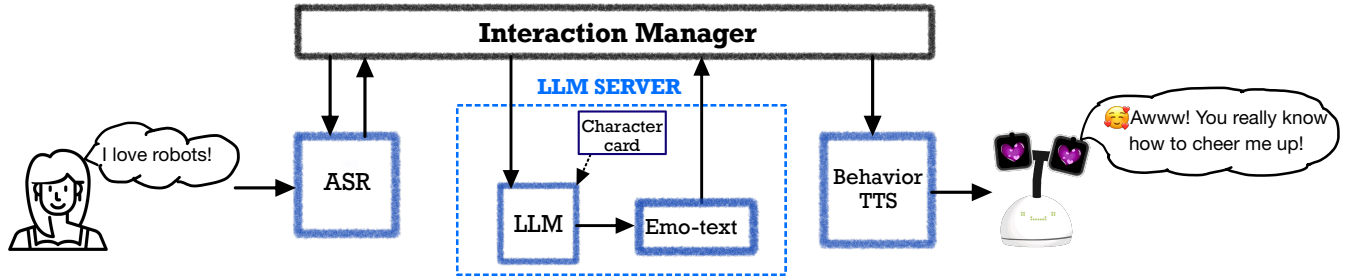 Interaction Manager
LLM SERVER
I love robots!
ASR
Character
card
LLM
Emo-text
Behavior
TTS
🥰Awww! You really know
how to cheer me up!